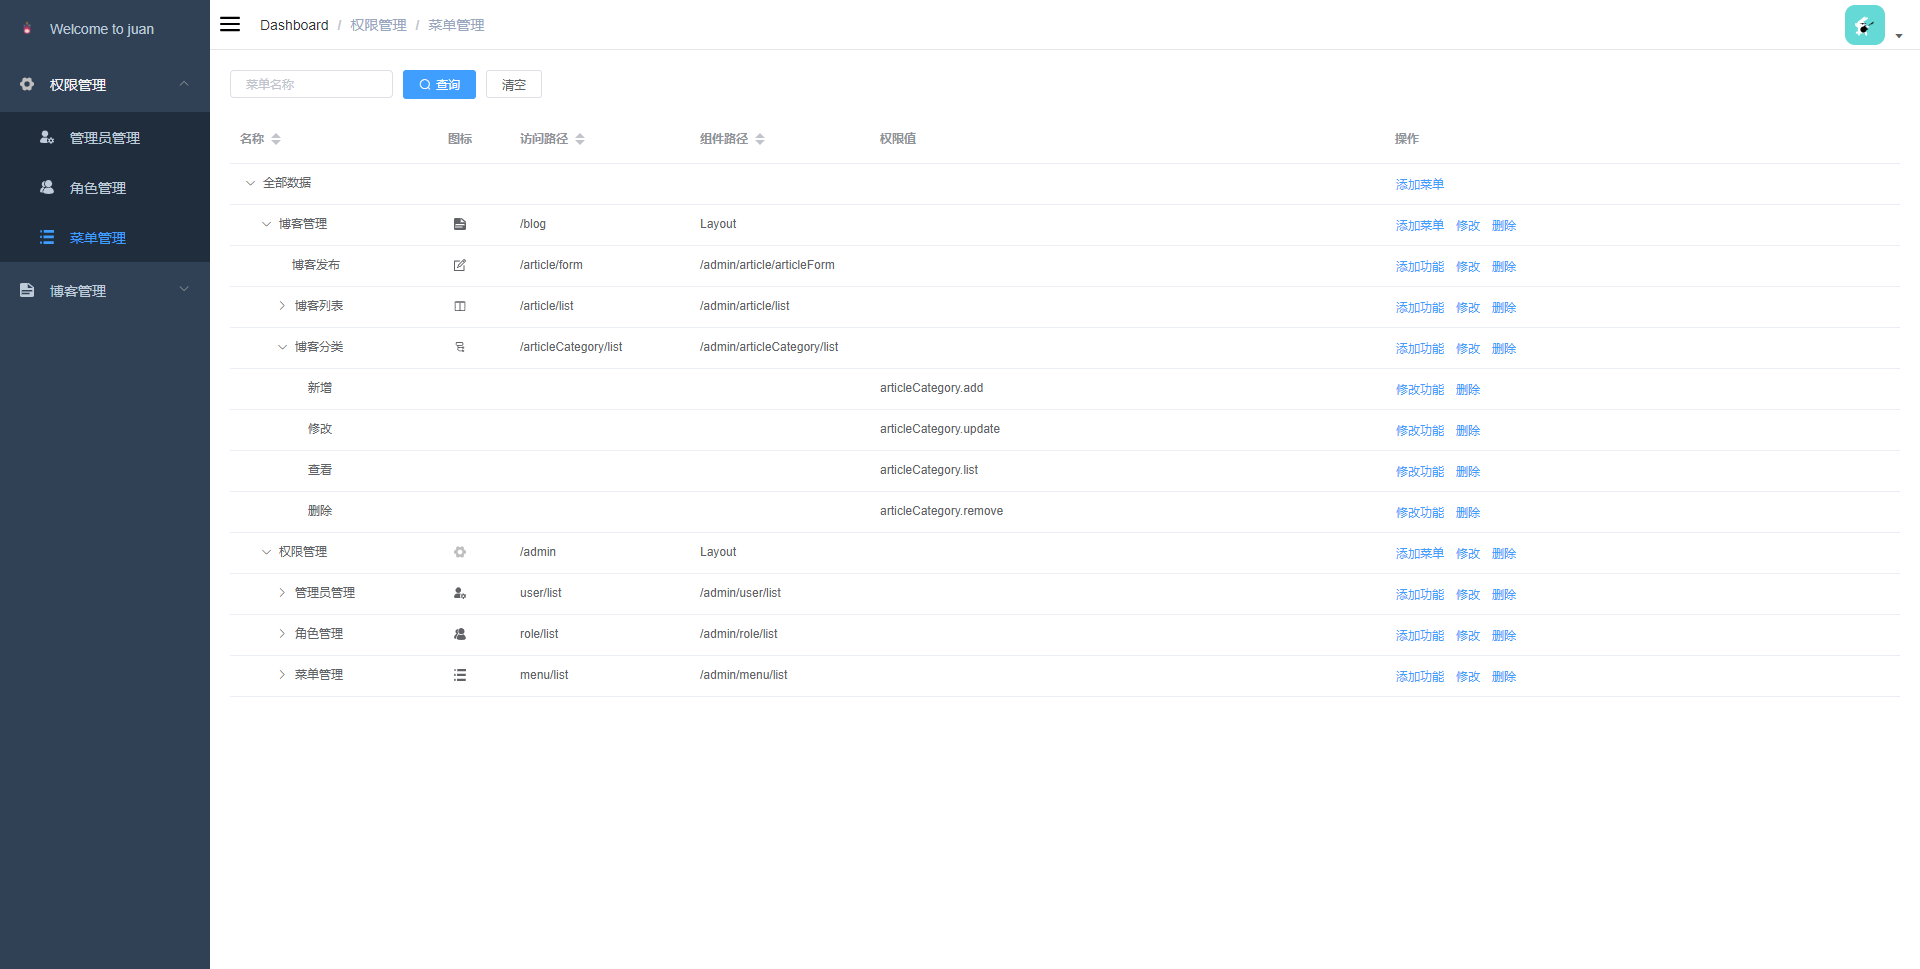 Welcome to juan
权限管理
管理员管理
角色管理
菜单管理
博客管理
Dashboard / 权限管理 / 菜单管理
菜单名称 查询 清空
名称 图标 访问路径 组件路径 权限值 操作
全部数据 添加菜单
博客管理 /blog Layout 添加菜单 修改 删除
博客发布 /article/form /admin/article/articleForm 添加功能 修改 删除
博客列表 /article/list /admin/article/list 添加功能 修改 删除
博客分类 /articleCategory/list /admin/articleCategory/list 添加功能 修改 删除
新增 articleCategory.add 修改功能 删除
修改 articleCategory.update 修改功能 删除
查看 articleCategory.list 修改功能 删除
删除 articleCategory.remove 修改功能 删除
权限管理 /admin Layout 添加菜单 修改 删除
管理员管理 user/list /admin/user/list 添加功能 修改 删除
角色管理 role/list /admin/role/list 添加功能 修改 删除
菜单管理 menu/list /admin/menu/list 添加功能 修改 删除